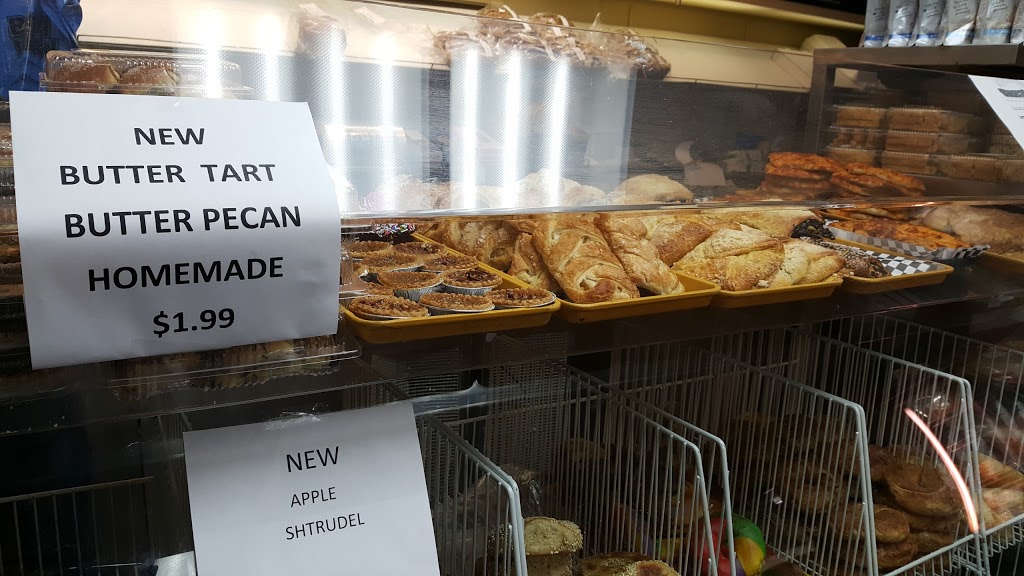 NEW
BUTTER TART
BUTTER PECAN
HOMEMADE
$1.99
NEW
APPLE
SHTRUDEL